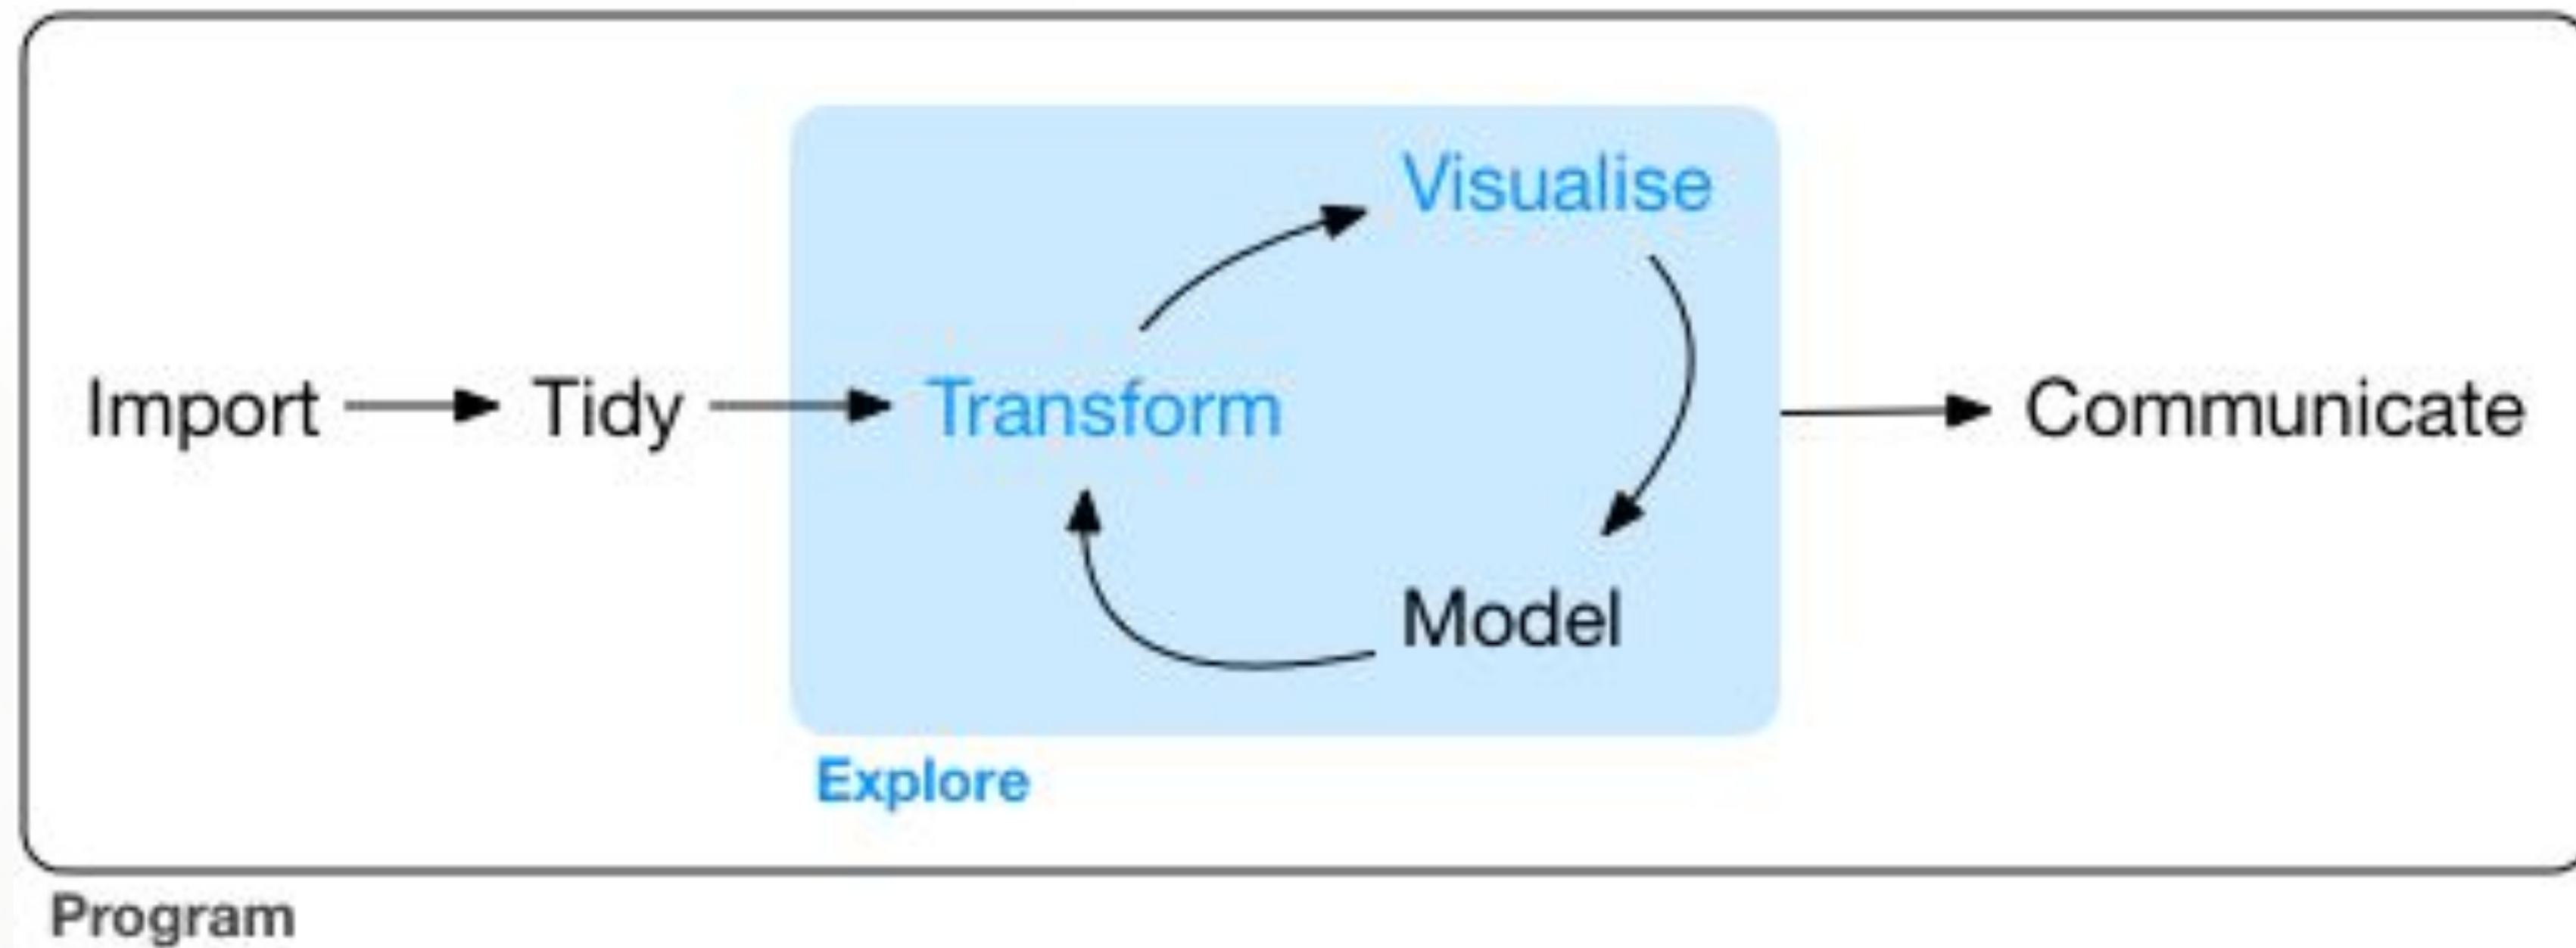 Visualise
Import Tidy Transform Communicate
Model
Explore
Program